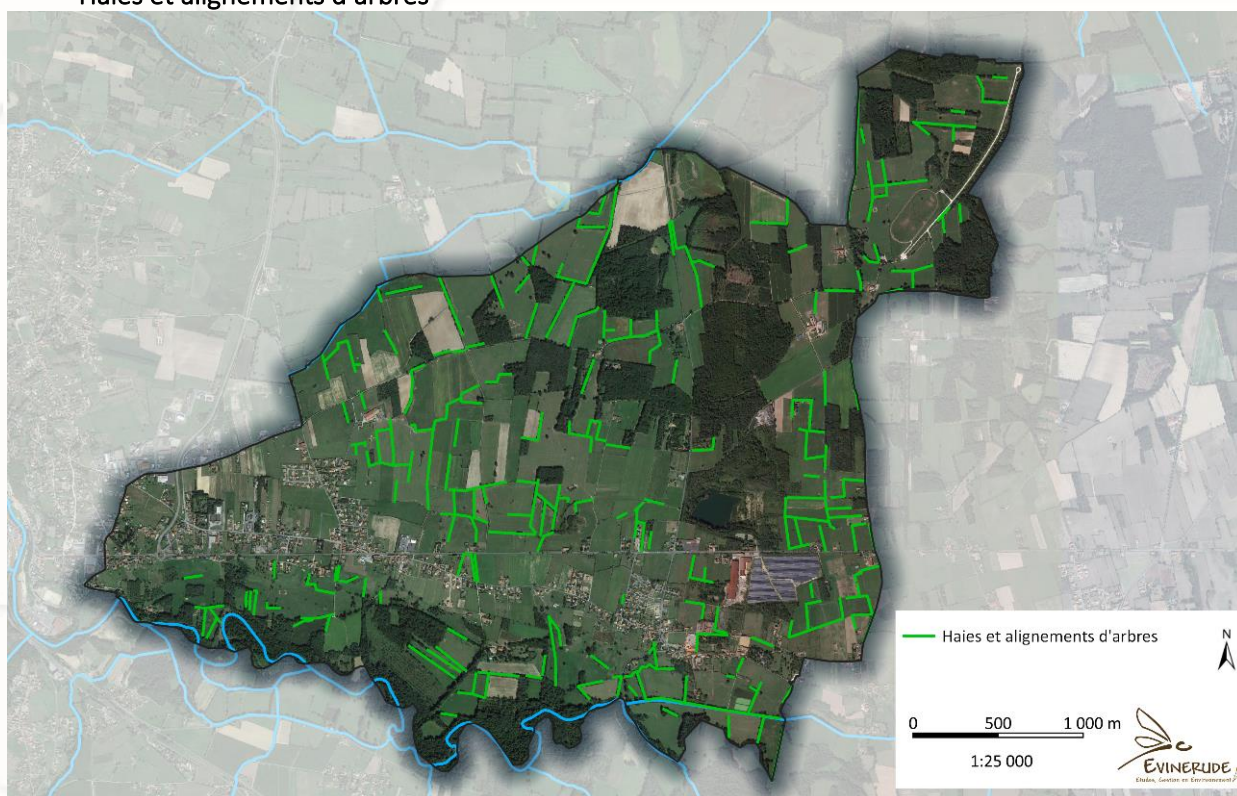 Haies et alignements d'arbres
Haies et alignements d'arbres
N
0 500 1 000 m
1:25 000
EVINERUDE
Etudes, Gestion en Environnement